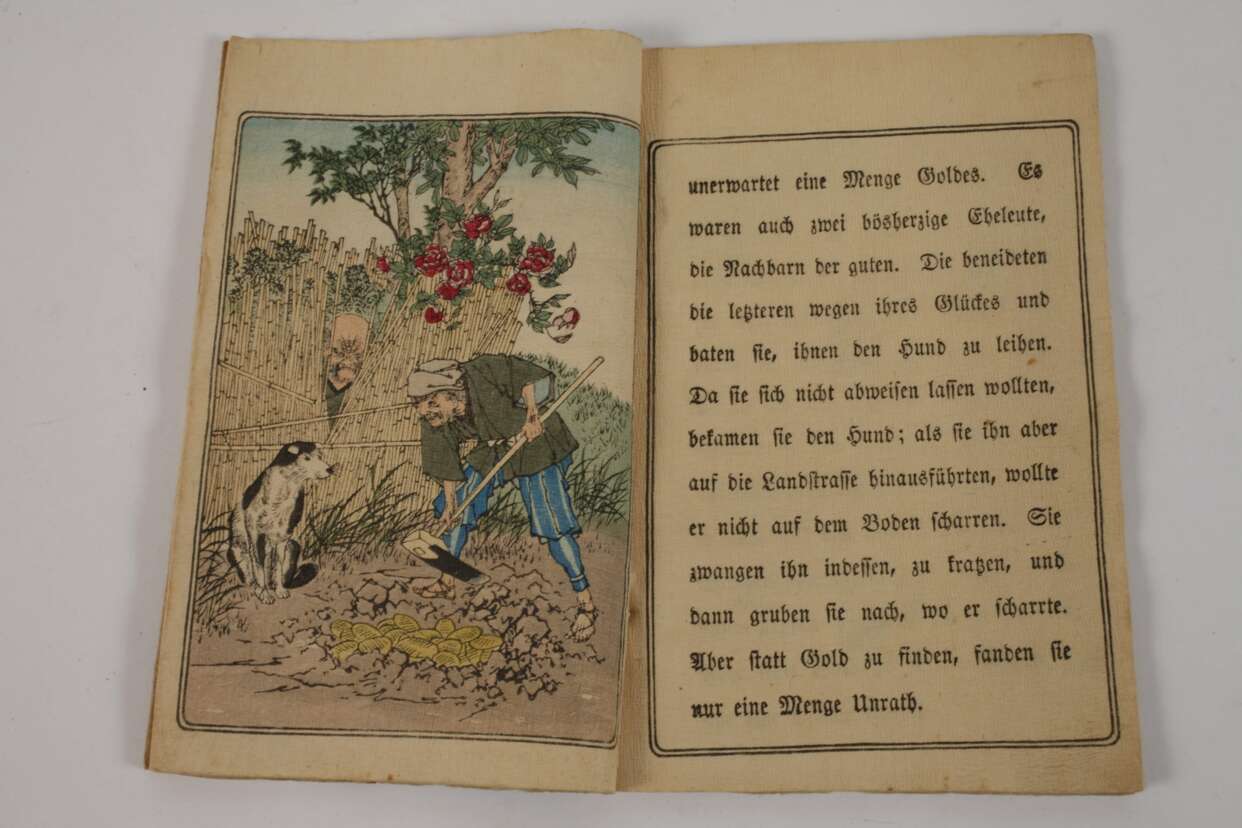 unerwartet eine Menge Goldes. Es
waren auch zwei bösherzige Eheleute,
die Nachbarn der guten. Die beneideten
die letzteren wegen ihres Glückes und
baten sie, ihnen den Hund zu leihen.
Da sie sich nicht abweisen lassen wollten,
bekamen sie den Hund; als sie ihn aber
auf die Landstrasse hinausführten, wollte
er nicht auf dem Boden scharren. Sie
zwangen ihn indessen, zu kratzen, und
dann gruben sie nach, wo er scharrte.
Aber statt Gold zu finden, fanden sie
nur eine Menge Unrath.